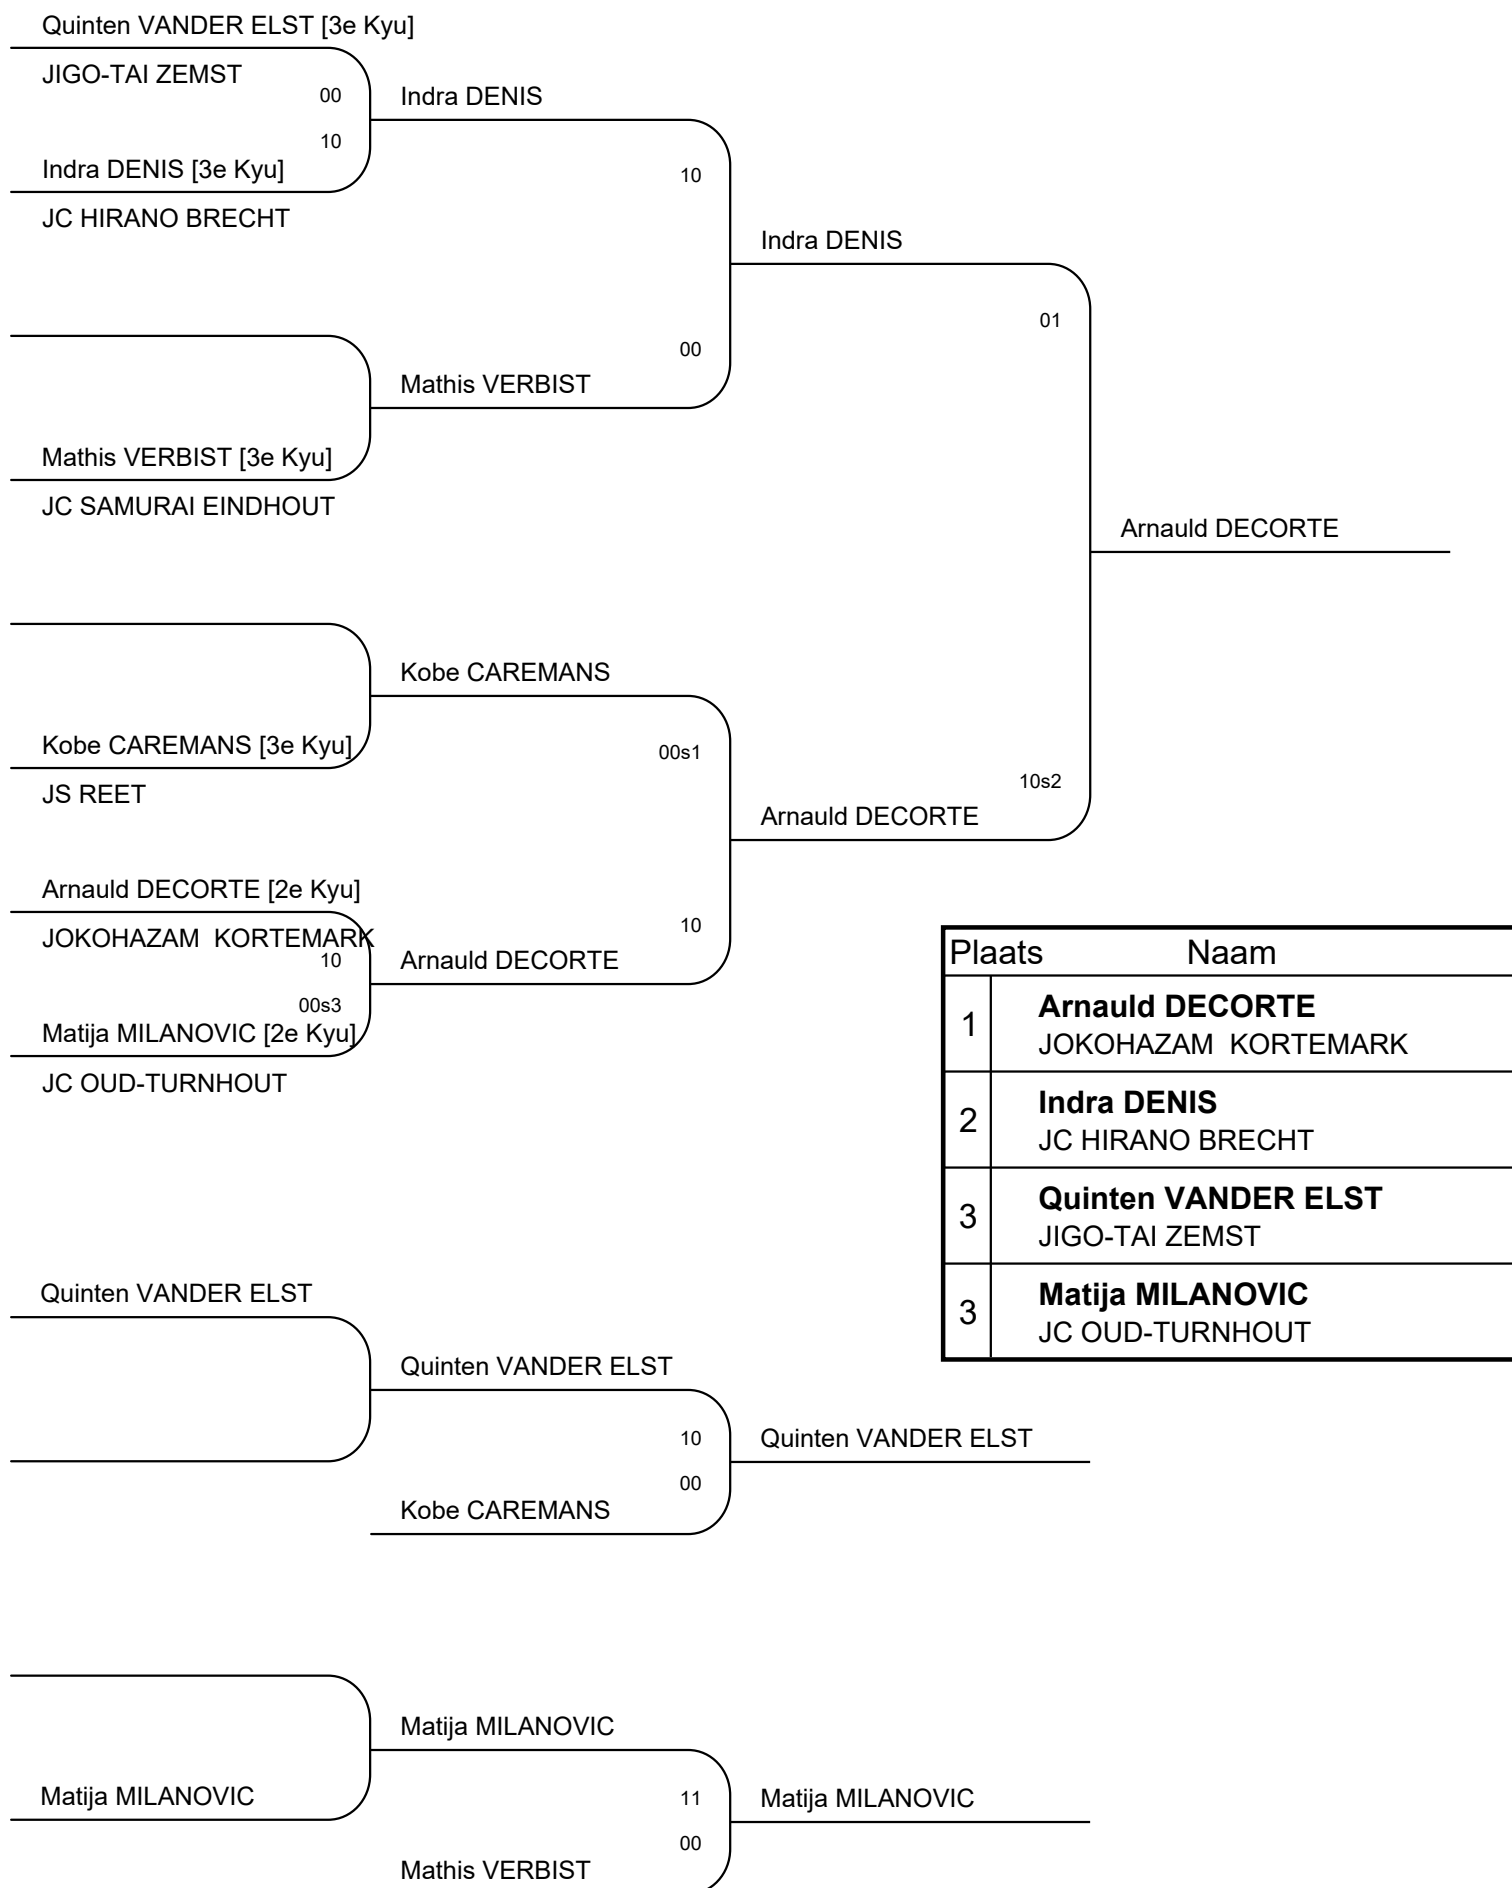 Quinten VANDER ELST [3e Kyu]
JIGO-TAI ZEMST
00
10
Indra DENIS [3e Kyu]
JC HIRANO BRECHT
Indra DENIS
10
00
Mathis VERBIST
Mathis VERBIST [3e Kyu]
JC SAMURAI EINDHOUT
Indra DENIS
01
10s2
Arnauld DECORTE
Arnauld DECORTE
Kobe CAREMANS
Kobe CAREMANS [3e Kyu]
JS REET
00s1
10
Arnauld DECORTE [2e Kyu]
JOKOHAZAM KORTEMARK
10
00s3
Matija MILANOVIC [2e Kyu]
JC OUD-TURNHOUT
Arnauld DECORTE
Plaats Naam
1 Arnauld DECORTE
JOKOHAZAM KORTEMARK
2 Indra DENIS
JC HIRANO BRECHT
3 Quinten VANDER ELST
JIGO-TAI ZEMST
3 Matija MILANOVIC
JC OUD-TURNHOUT
Quinten VANDER ELST
Quinten VANDER ELST
10
00
Kobe CAREMANS
Quinten VANDER ELST
Matija MILANOVIC
Matija MILANOVIC
11
00
Mathis VERBIST
Matija MILANOVIC